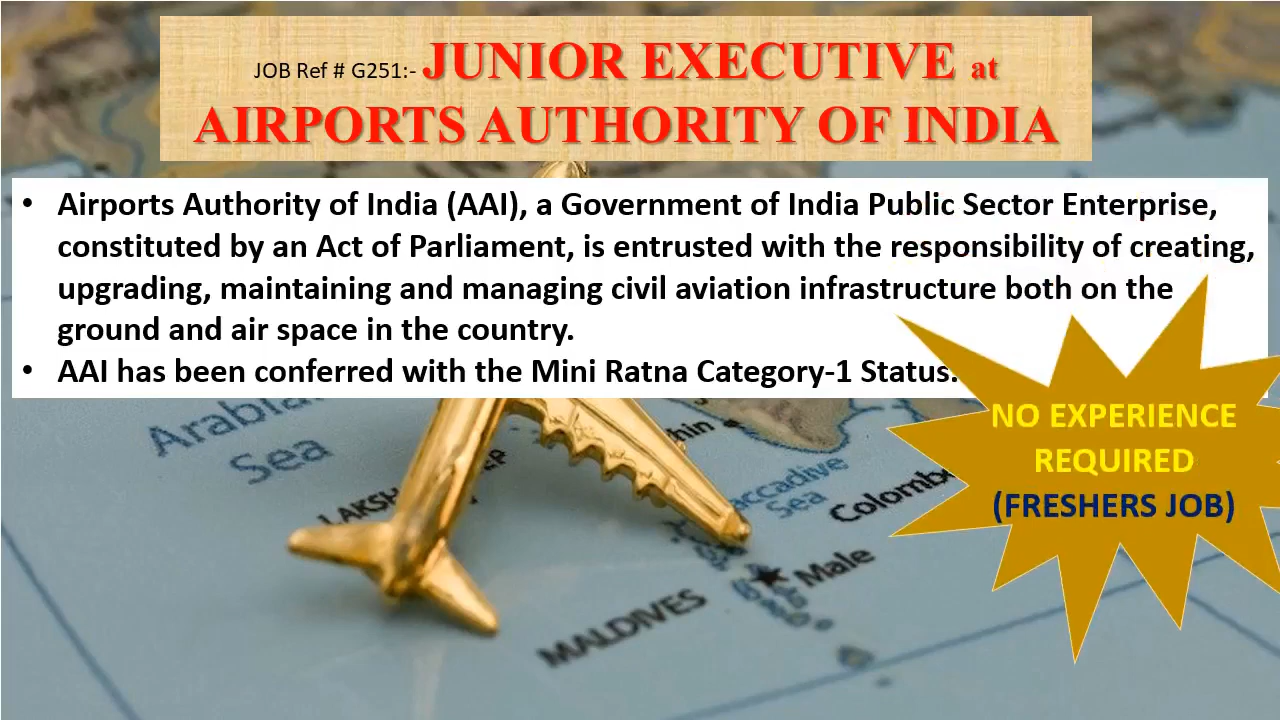 JOB Ref # G251:- JUNIOR EXECUTIVE at
AIRPORTS AUTHORITY OF INDIA
• Airports Authority of India (AAI), a Government of India Public Sector Enterprise,
constituted by an Act of Parliament, is entrusted with the responsibility of creating,
upgrading, maintaining and managing civil aviation infrastructure both on the
ground and air space in the country.
• AAI has been conferred with the Mini Ratna Category-1 Status.
NO EXPERIENCE
REQUIRED
(FRESHERS JOB)
Sea
Sea
Male
MALDIVES